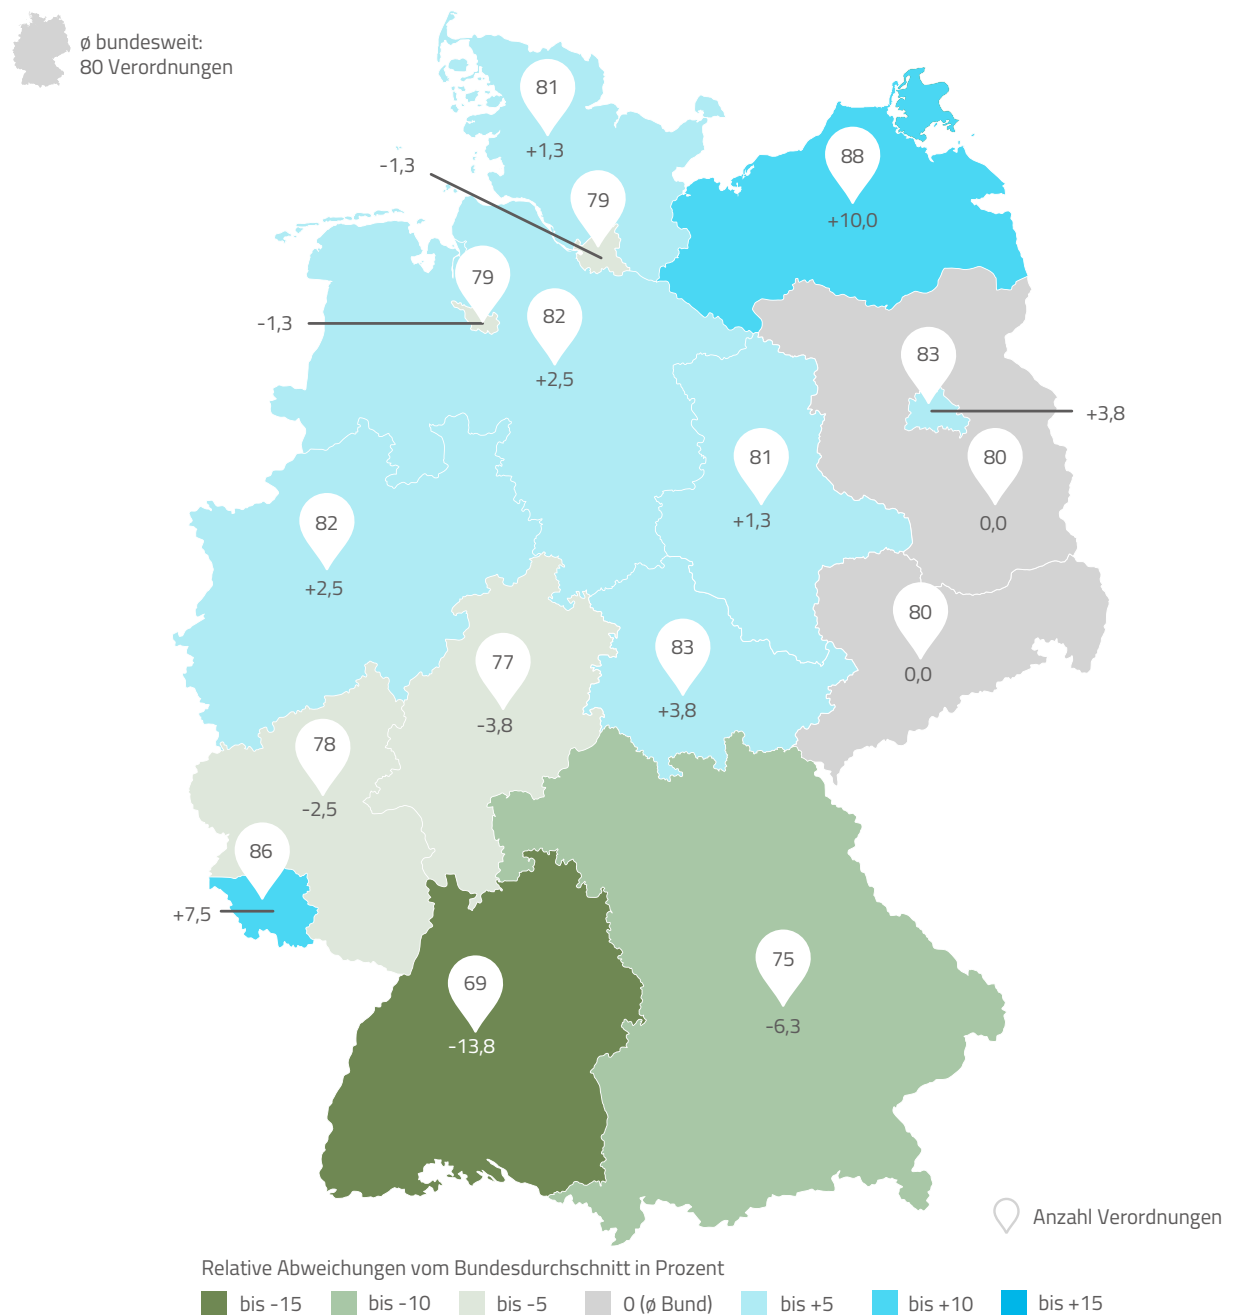 ø bundesweit:
80 Verordnungen
81
+1,3
-1,3
88
+10,0
79
79
-1,3
82
+2,5
83
+3,8
81
+1,3
80
0,0
82
+2,5
80
0,0
83
+3,8
77
-3,8
78
-2,5
86
+7,5
69
-13,8
75
-6,3
Anzahl Verordnungen
Relative Abweichungen vom Bundesdurchschnitt in Prozent
bis -15
bis -10
bis -5
0 (ø Bund)
bis +5
bis +10
bis +15